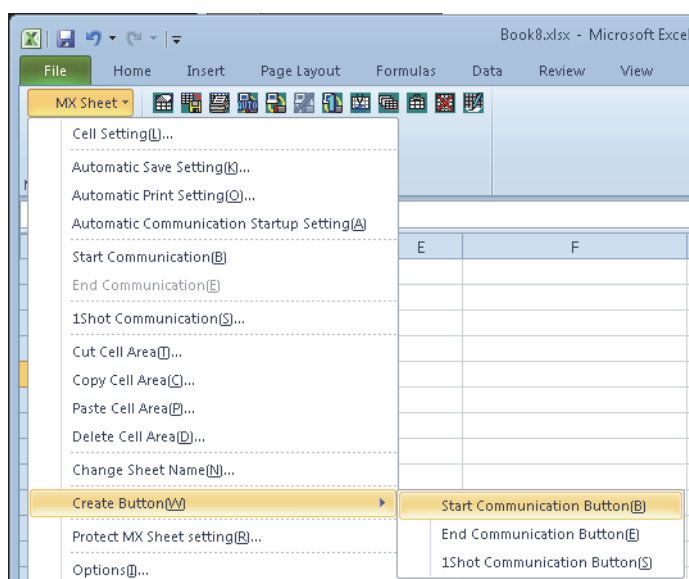 Book8.xlsx - Microsoft Exce
File Home Insert Page Layout Formulas Data Review View
MX Sheet
Cell Setting(L)...
Automatic Save Setting(K)...
Automatic Print Setting(O)...
Automatic Communication Startup Setting(A)
E F
Start Communication(B)
End Communication(E)
1Shot Communication(S)...
Cut Cell Area(T)...
Copy Cell Area(C)...
Paste Cell Area(P)...
Delete Cell Area(D)...
Change Sheet Name(N)...
Create Button(W)
Start Communication Button(B)
End Communication Button(E)
1Shot Communication Button(S)
Protect MX Sheet setting(R)...
Options(I)...